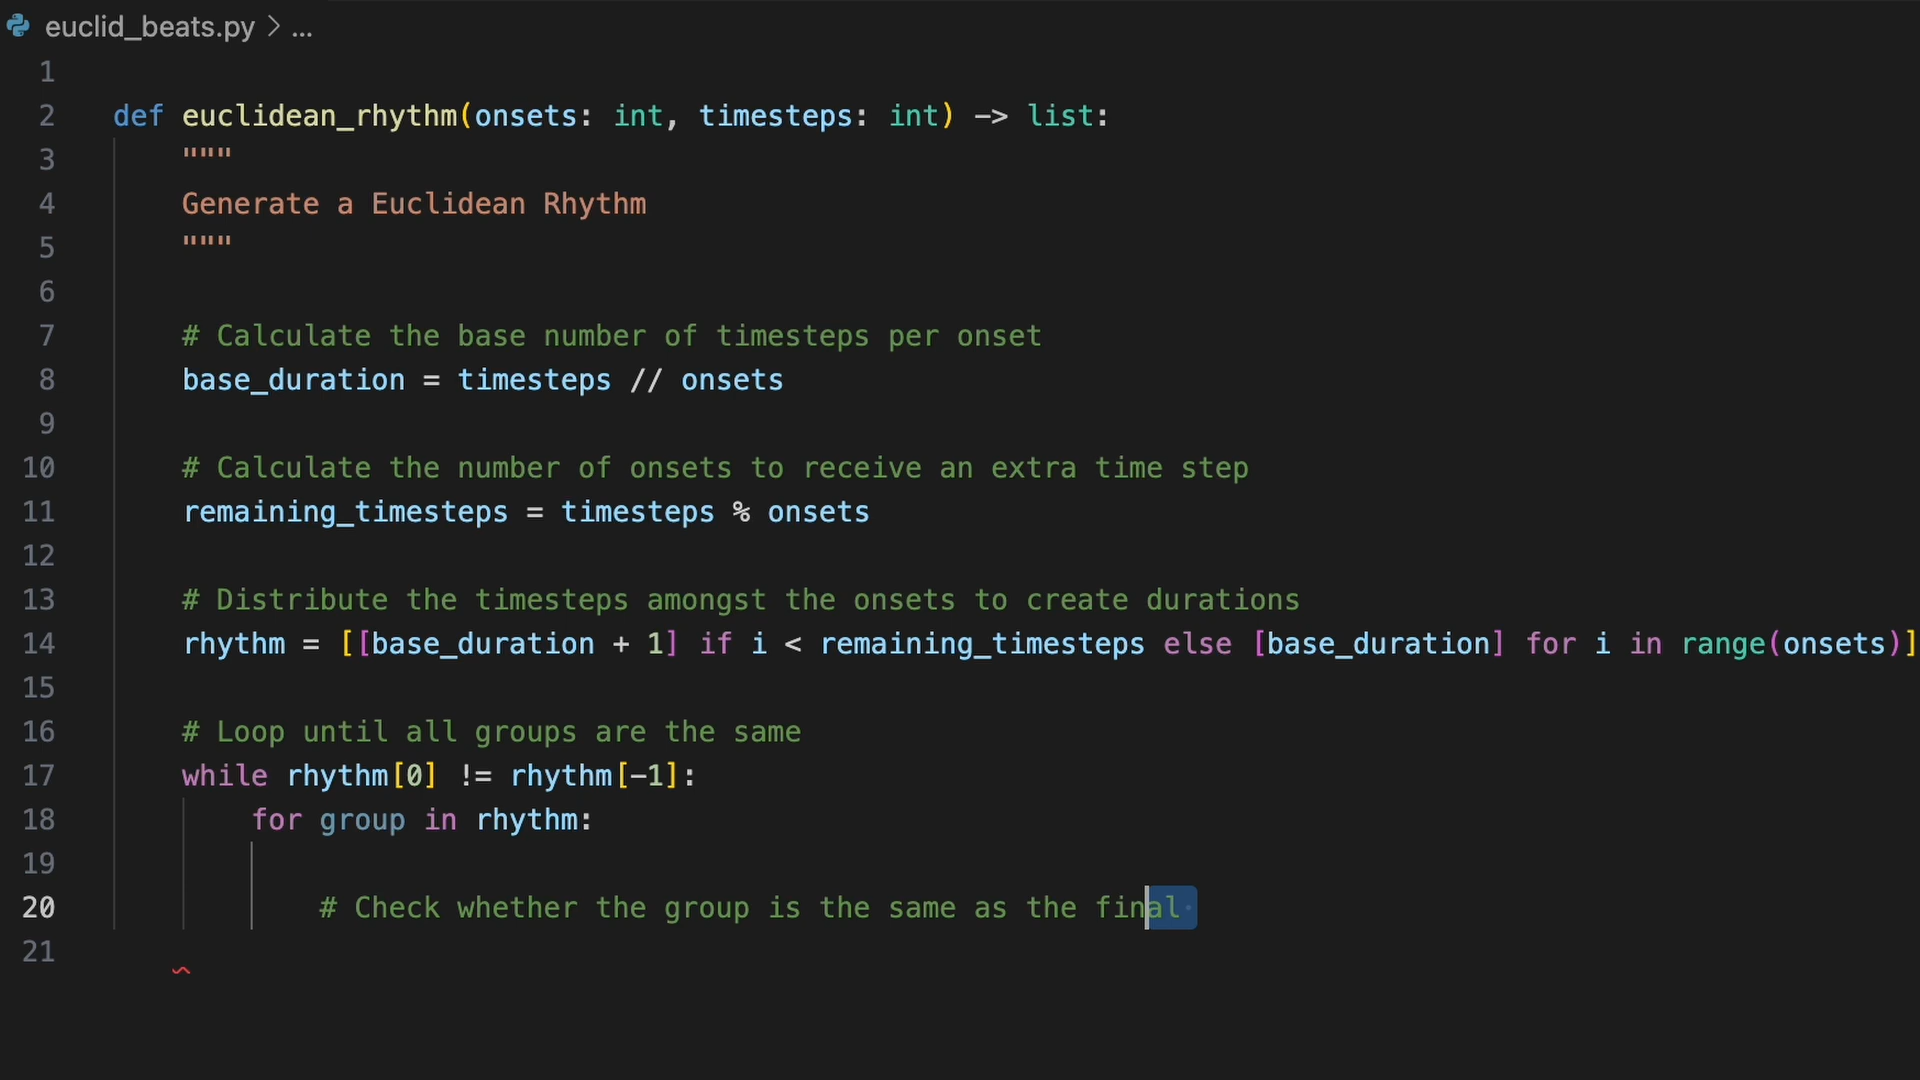 euclid_beats.py > ...
1
2 def euclidean_rhythm(onsets: int, timesteps: int) -> list:
3 """
4 Generate a Euclidean Rhythm
5 """
6
7 # Calculate the base number of timesteps per onset
8 base_duration = timesteps // onsets
9
10 # Calculate the number of onsets to receive an extra time step
11 remaining_timesteps = timesteps % onsets
12
13 # Distribute the timesteps amongst the onsets to create durations
14 rhythm = [[base_duration + 1] if i < remaining_timesteps else [base_duration] for i in range(onsets)]
15
16 # Loop until all groups are the same
17 while rhythm[0] != rhythm[-1]:
18 for group in rhythm:
19
20 # Check whether the group is the same as the final
21